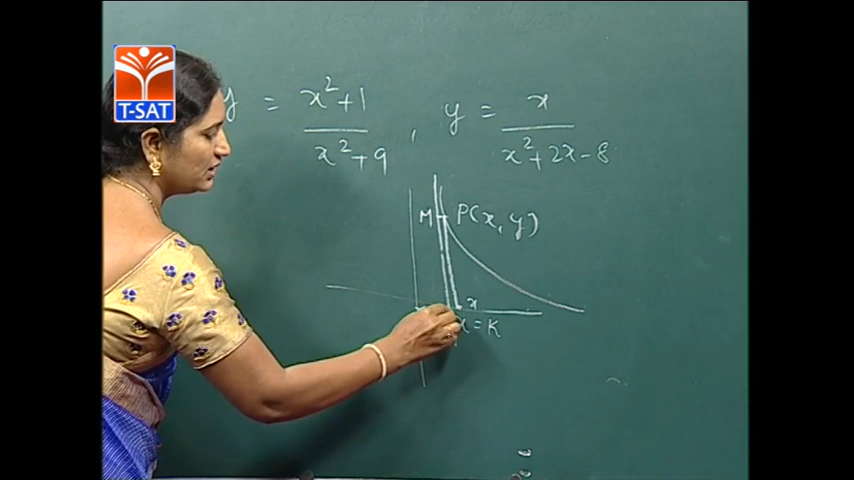 T-SAT
y = x²+1 / x²+9 , y = x / x²+2x-8
M P(x, y)
x
x = K